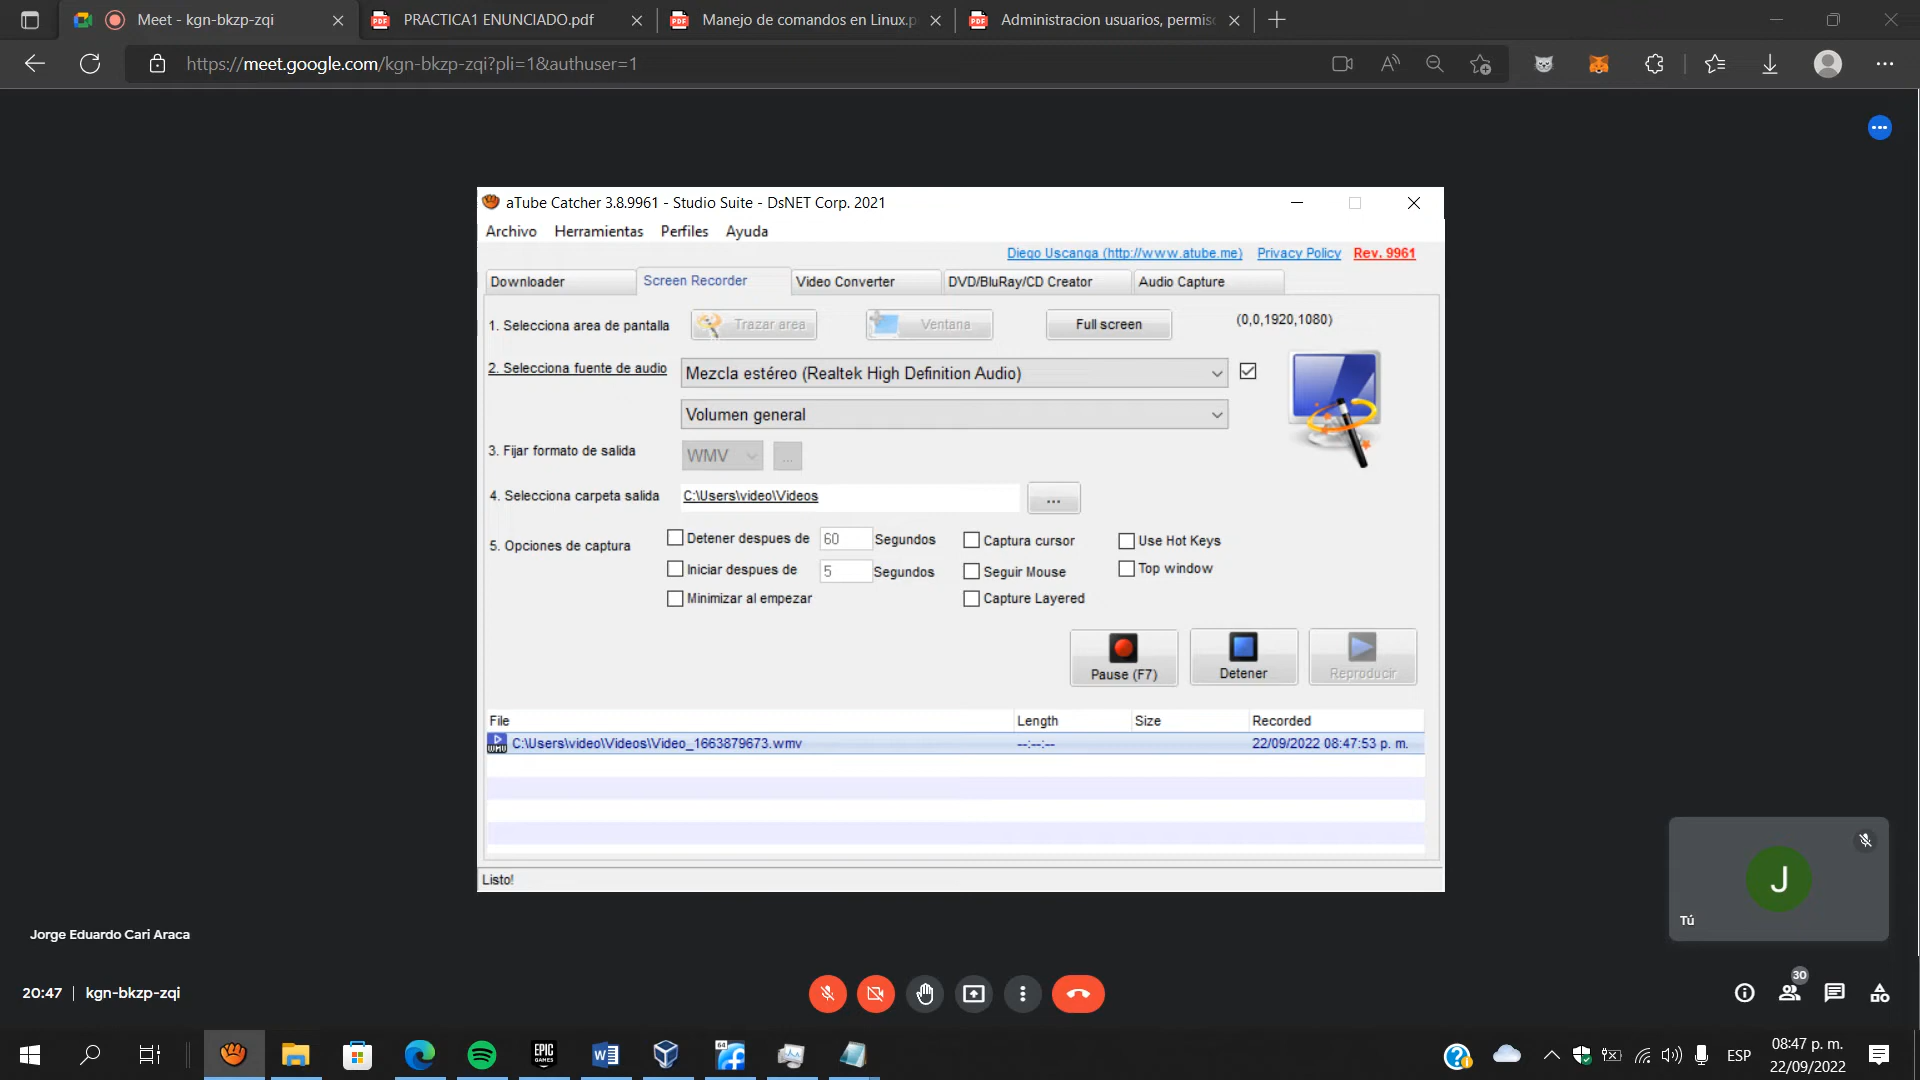 Meet - kgn-bkzp-zqi
PRACTICA1 ENUNCIADO.pdf
Manejo de comandos en Linux.p
Administracion usuarios, permiso
https://meet.google.com/kgn-bkzp-zqi?pli=1&authuser=1
aTube Catcher 3.8.9961 - Studio Suite - DsNET Corp. 2021
Archivo Herramientas Perfiles Ayuda
Diego Uscanga (http://www.atube.me) Privacy Policy Rev. 9961
Downloader Screen Recorder Video Converter DVD/BluRay/CD Creator Audio Capture
1. Selecciona area de pantalla Trazar area Ventana Full screen (0,0,1920,1080)
2. Selecciona fuente de audio Mezcla estéreo (Realtek High Definition Audio)
Volumen general
3. Fijar formato de salida WMV ...
4. Selecciona carpeta salida C:\Users\video\Videos ...
5. Opciones de captura
Detener despues de 60 Segundos Captura cursor Use Hot Keys
Iniciar despues de 5 Segundos Seguir Mouse Top window
Minimizar al empezar Capture Layered
Pause (F7) Detener Reproducir
File Length Size Recorded
C:\Users\video\Videos\Video_1663879673.wmv --:--:-- 22/09/2022 08:47:53 p. m.
Listo!
J
Tú
Jorge Eduardo Cari Araca
20:47 | kgn-bkzp-zqi
30
EPIC GAMES
64
ESP
08:47 p. m.
22/09/2022